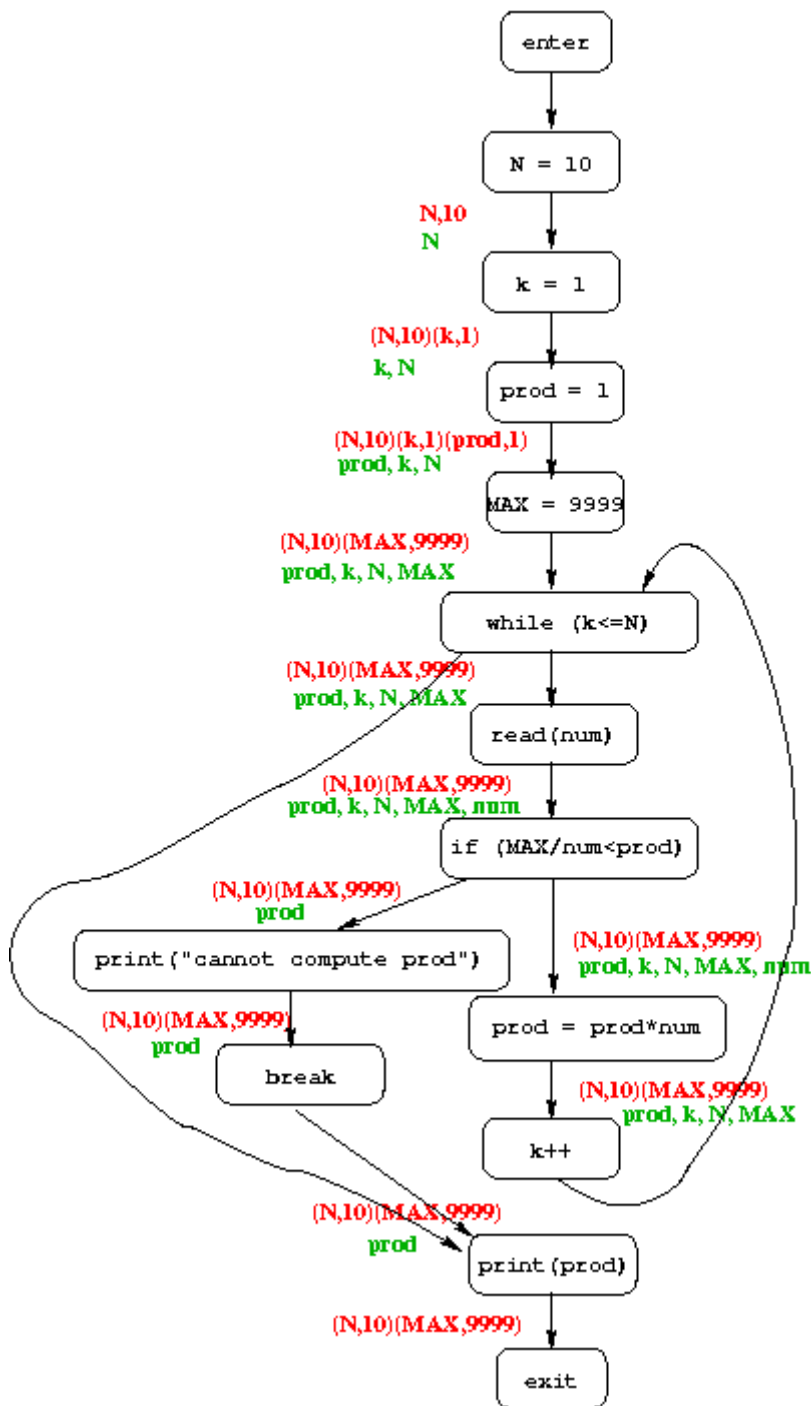 enter
N = 10
N,10
N
k = 1
(N,10)(k,1)
k, N
prod = 1
(N,10)(k,1)(prod,1)
prod, k, N
MAX = 9999
(N,10)(MAX,9999)
prod, k, N, MAX
while (k<=N)
(N,10)(MAX,9999)
prod, k, N, MAX
read(num)
(N,10)(MAX,9999)
prod, k, N, MAX, num
if (MAX/num<prod)
(N,10)(MAX,9999)
prod
print("cannot compute prod")
(N,10)(MAX,9999)
prod, k, N, MAX, num
(N,10)(MAX,9999)
prod
prod = prod*num
break
(N,10)(MAX,9999)
prod, k, N, MAX
k++
(N,10)(MAX,9999)
prod
print(prod)
(N,10)(MAX,9999)
exit